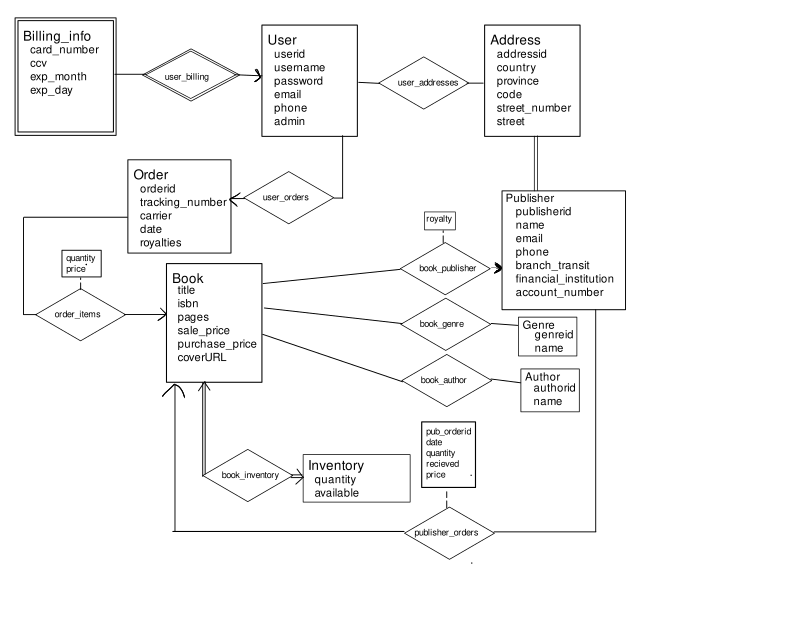 Billing_info
card_number
ccv
exp_month
exp_day
user_billing
User
userid
username
password
email
phone
admin
user_addresses
Address
addressid
country
province
code
street_number
street
Order
orderid
tracking_number
carrier
date
royalties
user_orders
Publisher
publisherid
name
email
phone
branch_transit
financial_institution
account_number
royalty
book_publisher
quantity
price
order_items
Book
title
isbn
pages
sale_price
purchase_price
coverURL
book_genre
Genre
genreid
name
book_author
Author
authorid
name
book_inventory
Inventory
quantity
available
pub_orderid
date
quantity
recieved
price
publisher_orders